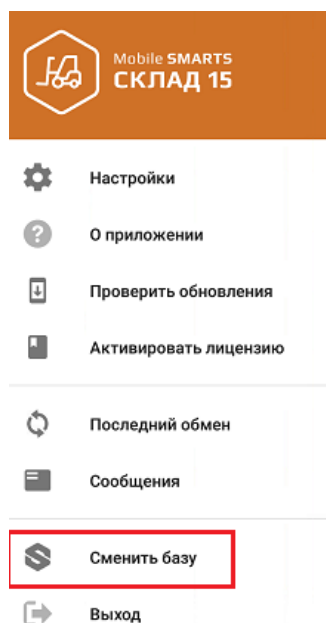 Mobile SMARTS
СКЛАД 15
Настройки
О приложении
Проверить обновления
Активировать лицензию
Последний обмен
Сообщения
Сменить базу
Выход